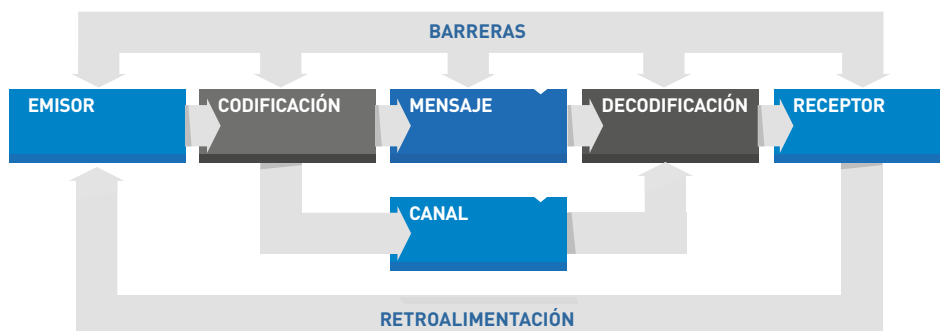 BARRERAS
EMISOR
CODIFICACIÓN
MENSAJE
DECODIFICACIÓN
RECEPTOR
CANAL
RETROALIMENTACIÓN